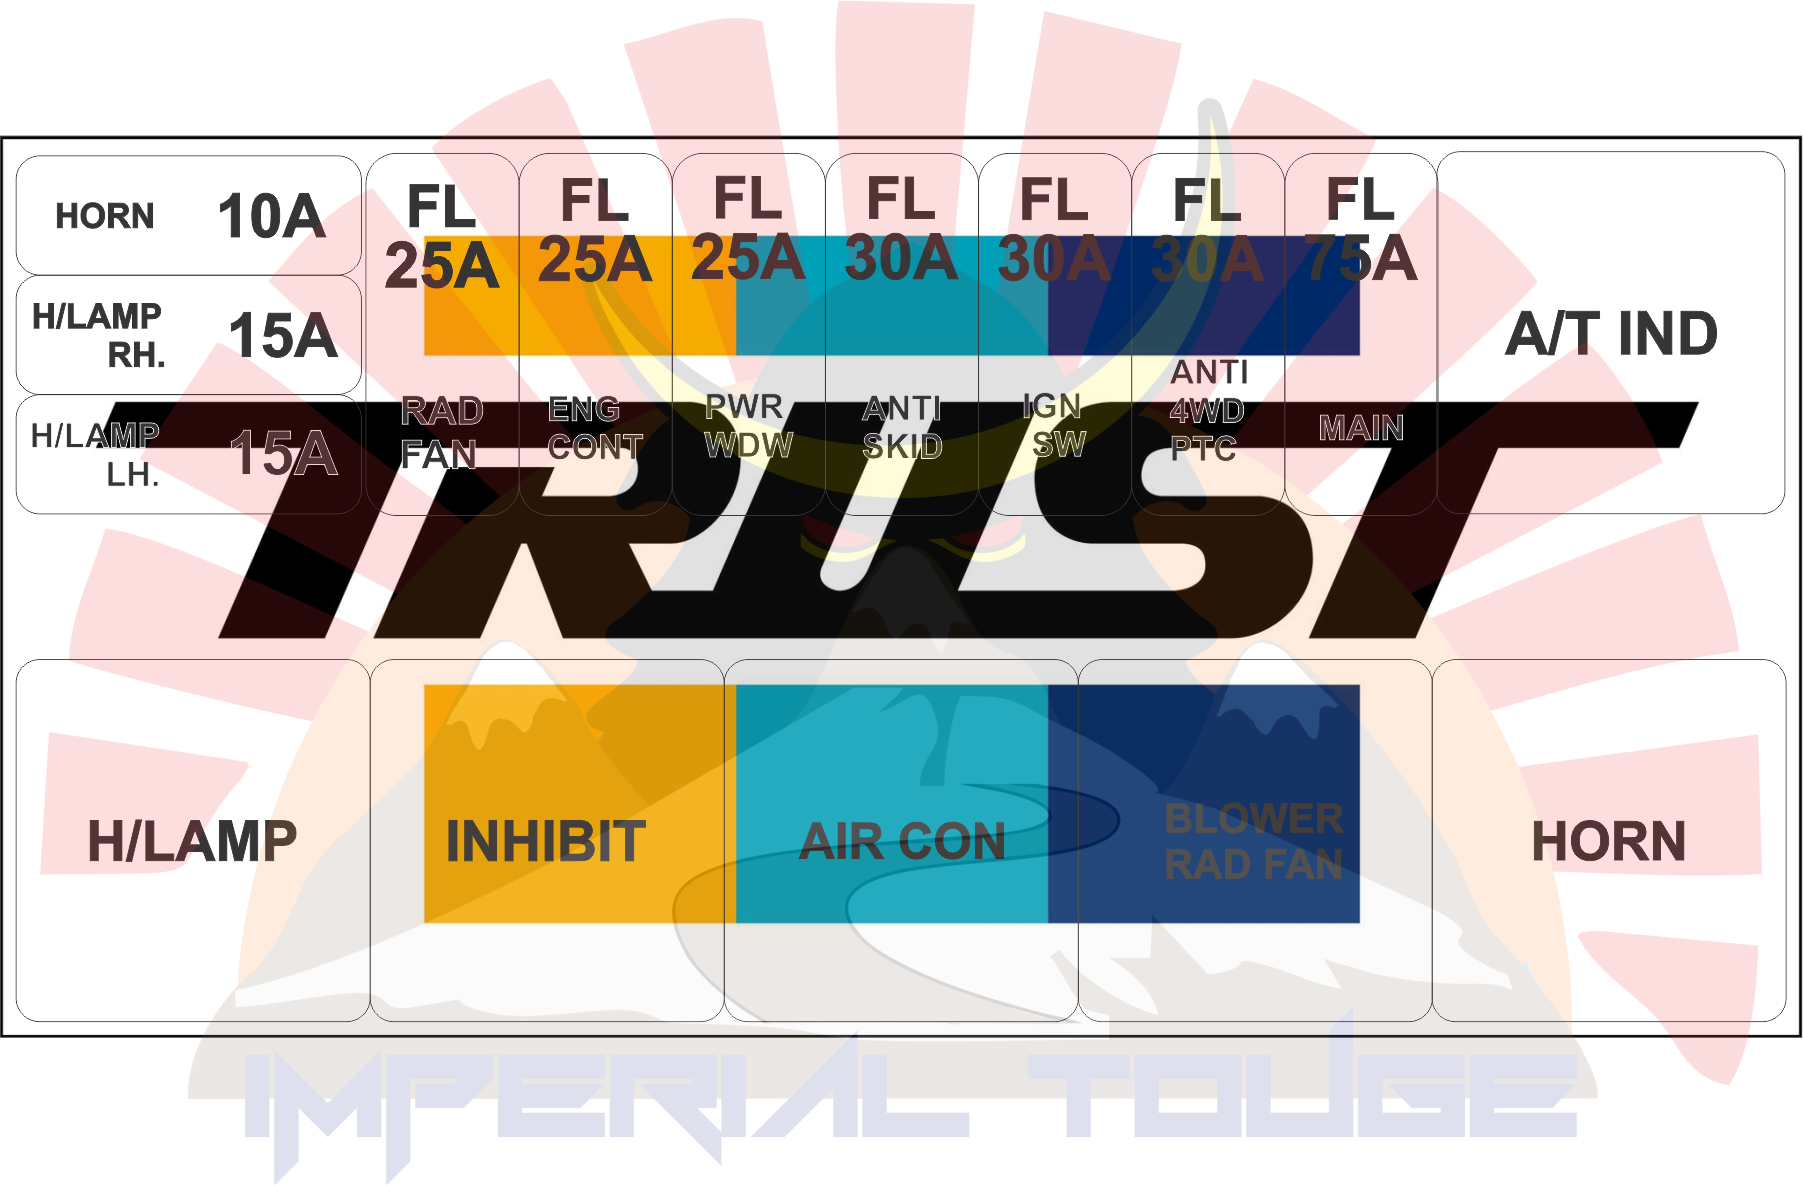 HORN 10A
H/LAMP
RH. 15A
H/LAMP
LH. 15A
FL
25A
RAD
FAN
FL
25A
ENG
CONT
FL
25A
PWR
WDW
FL
30A
ANTI
SKID
FL
30A
IGN
SW
FL
30A
ANTI
4WD
PTC
FL
75A
MAIN
A/T IND
TRUST
H/LAMP
INHIBIT
AIR CON
BLOWER
RAD FAN
HORN
IMPERIAL TOUGE